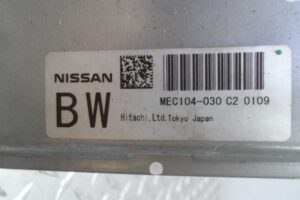 NISSAN
BW
MEC104-030 C2 0109
Hitachi,Ltd.Tokyo Japan